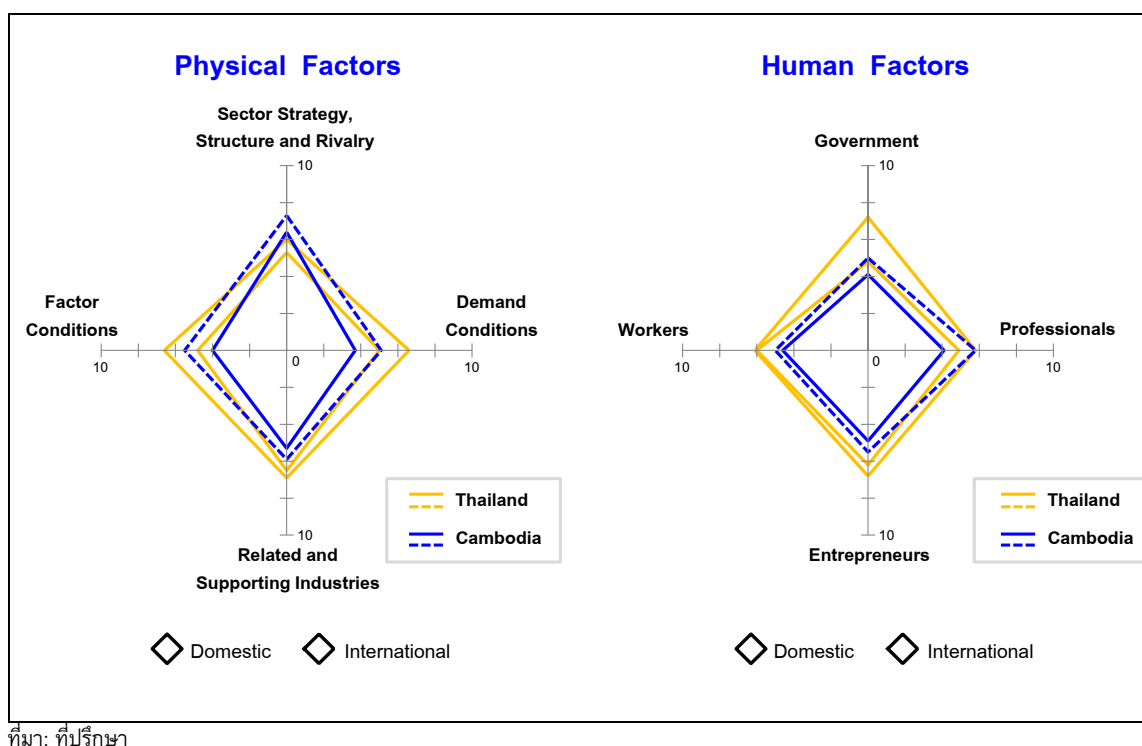 Physical Factors
Sector Strategy,
Structure and Rivalry
10
Factor
Conditions
Demand
Conditions
10
0
10
Thailand
Cambodia
10
Related and
Supporting Industries
Domestic
International
Human Factors
Government
10
Workers
Professionals
10
0
10
Thailand
Cambodia
Entrepreneurs
Domestic
International
ที่มา: ที่ปรึกษา